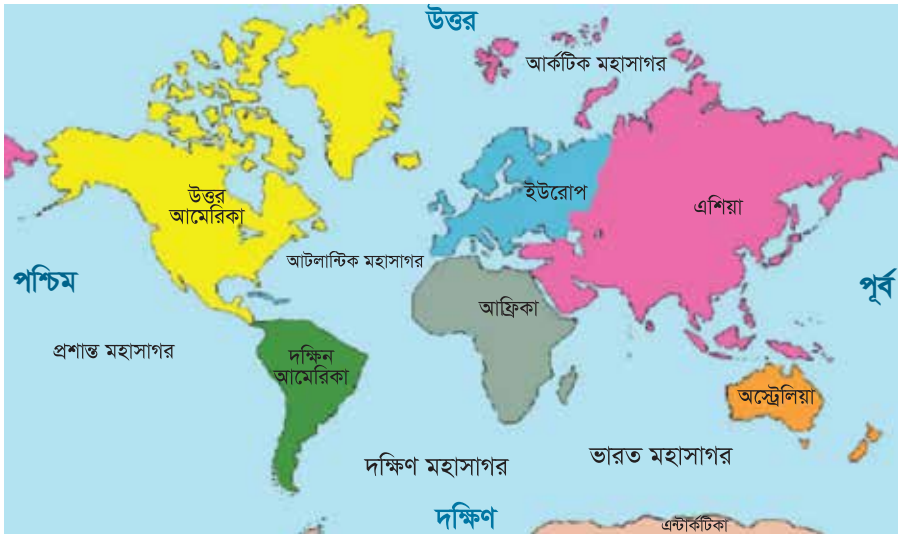 উত্তর
আর্কটিক মহাসাগর
উত্তর
আমেরিকা
ইউরোপ
এশিয়া
আটলান্টিক মহাসাগর
পশ্চিম
পূর্ব
আফ্রিকা
প্রশান্ত মহাসাগর
দক্ষিন
আমেরিকা
অস্ট্রেলিয়া
দক্ষিণ মহাসাগর
ভারত মহাসাগর
দক্ষিণ
এন্টার্কটিকা